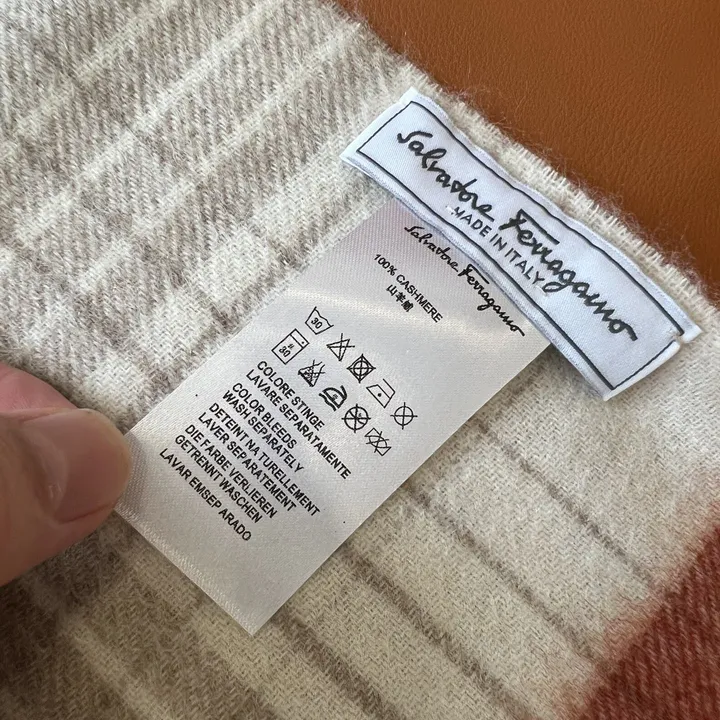 Salvatore Ferragamo
MADE IN ITALY
Salvatore Ferragamo
100% CASHMERE
山羊绒
30
30
COLORE STINGE
LAVARE SEPARATAMENTE
COLOR BLEEDS
WASH SEPARATELY
DETEINT NATURELLEMENT
LAVER SEPARATEMENT
DIE FARBE VERLIEREN
GETRENNT WASCHEN
LAVAR EMSEP ARADO